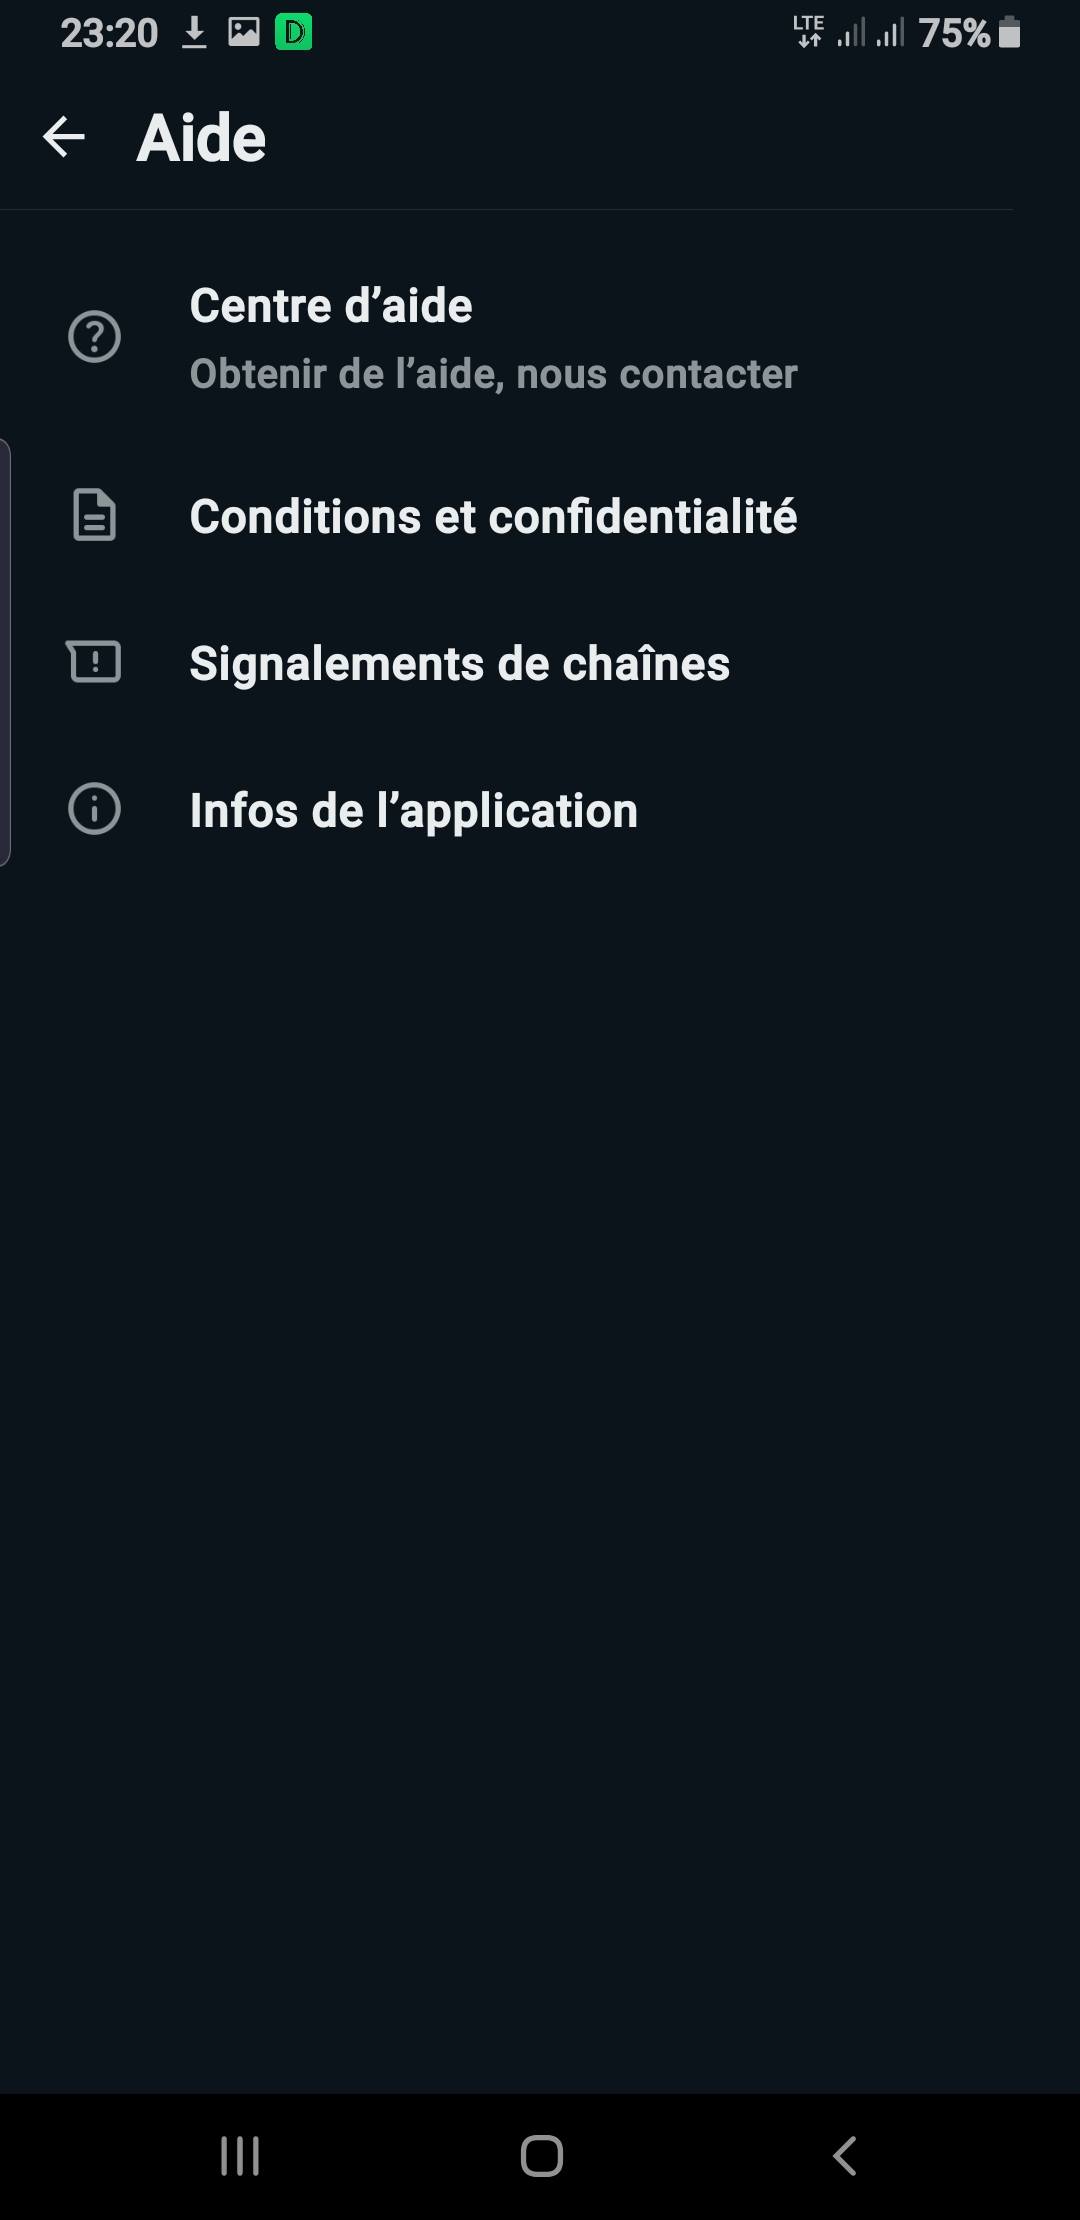 23:20 D LTE 75%
Aide
Centre d’aide
Obtenir de l’aide, nous contacter
Conditions et confidentialité
Signalements de chaînes
Infos de l’application